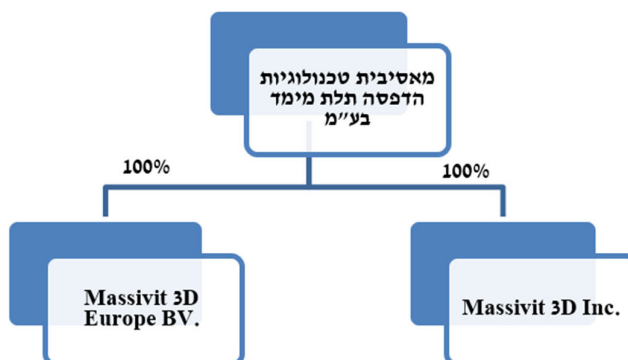 מאסיבית טכנולוגיות
הדפסה תלת מימד
בע"מ
100%
100%
Massivit 3D
Europe BV.
Massivit 3D Inc.